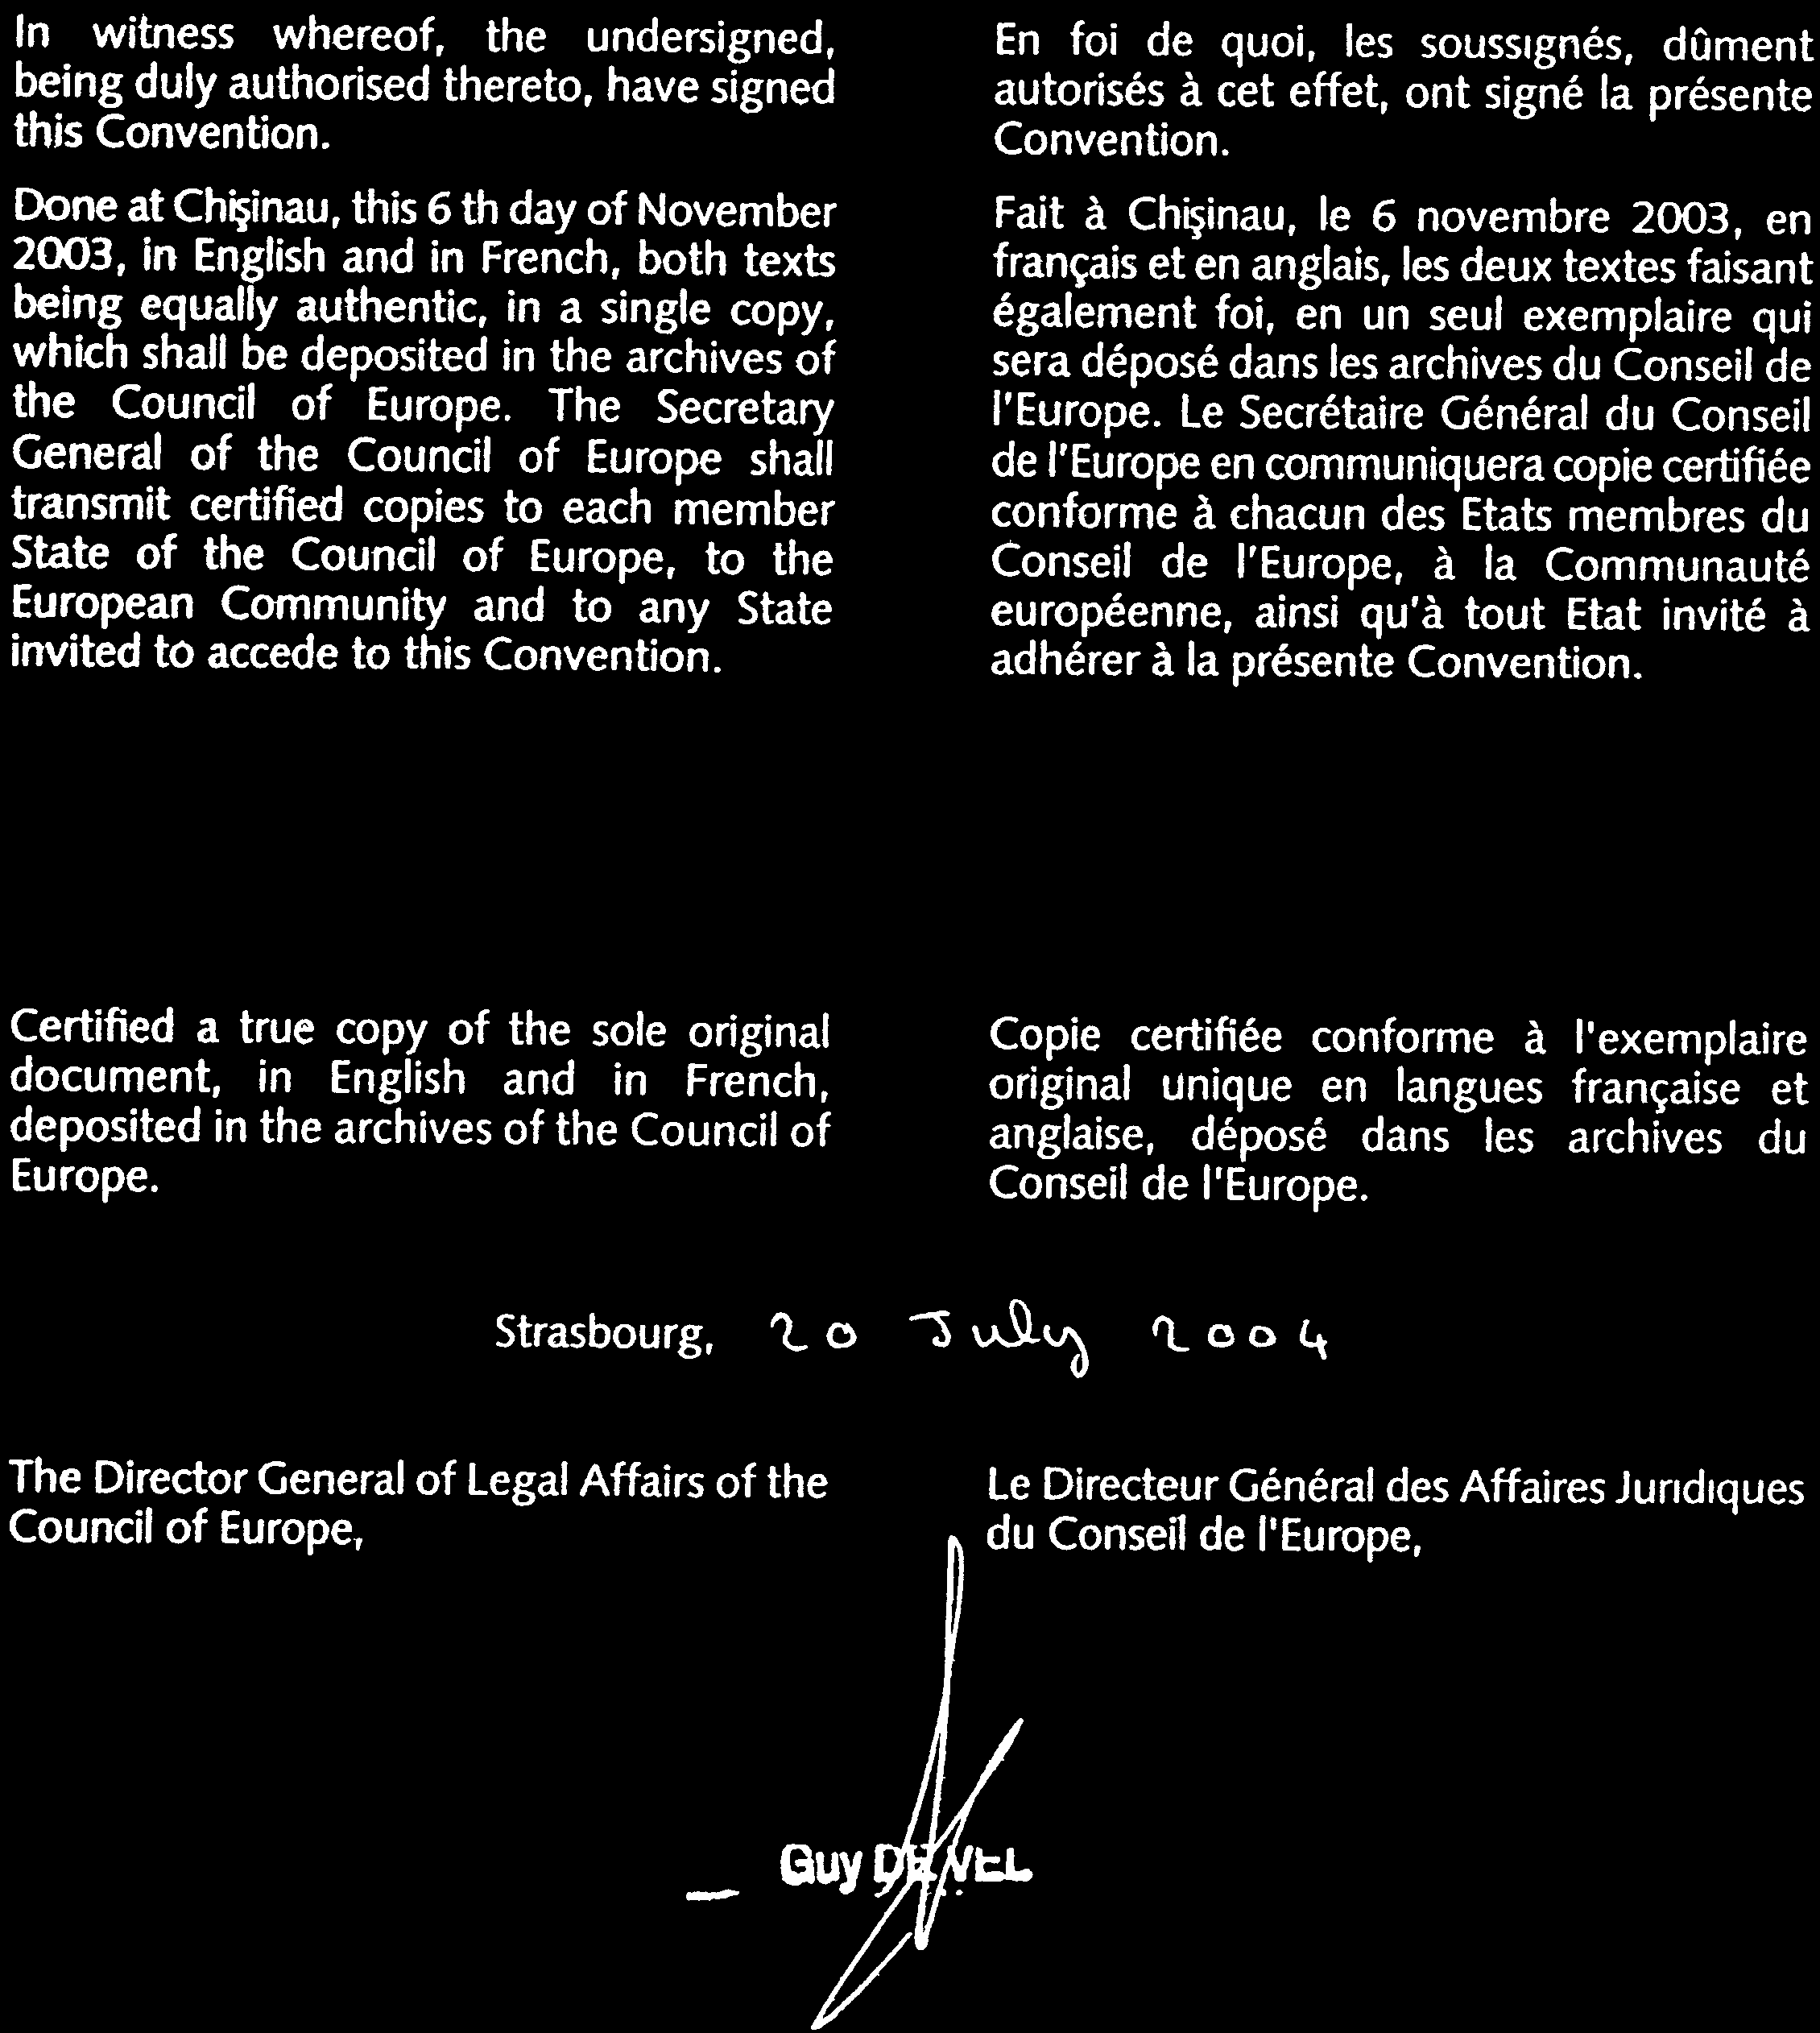 In witness whereof, the undersigned,
being duly authorised thereto, have signed
this Convention.
Done at Chişinau, this 6 th day of November
2003, in English and in French, both texts
being equally authentic, in a single copy,
which shall be deposited in the archives of
the Council of Europe. The Secretary
General of the Council of Europe shall
transmit certified copies to each member
State of the Council of Europe, to the
European Community and to any State
invited to accede to this Convention.
En foi de quoi, les soussignés, dûment
autorisés à cet effet, ont signé la présente
Convention.
Fait à Chişinau, le 6 novembre 2003, en
français et en anglais, les deux textes faisant
également foi, en un seul exemplaire qui
sera déposé dans les archives du Conseil de
l'Europe. Le Secrétaire Général du Conseil
de l'Europe en communiquera copie certifiée
conforme à chacun des Etats membres du
Conseil de l'Europe, à la Communauté
européenne, ainsi qu'à tout Etat invité à
adhérer à la présente Convention.
Certified a true copy of the sole original
document, in English and in French,
deposited in the archives of the Council of
Europe.
Copie certifiée conforme à l'exemplaire
original unique en langues française et
anglaise, déposé dans les archives du
Conseil de l'Europe.
Strasbourg, 20 July 2004
The Director General of Legal Affairs of the
Council of Europe,
Le Directeur Général des Affaires Juridiques
du Conseil de l'Europe,
Guy DE VEL